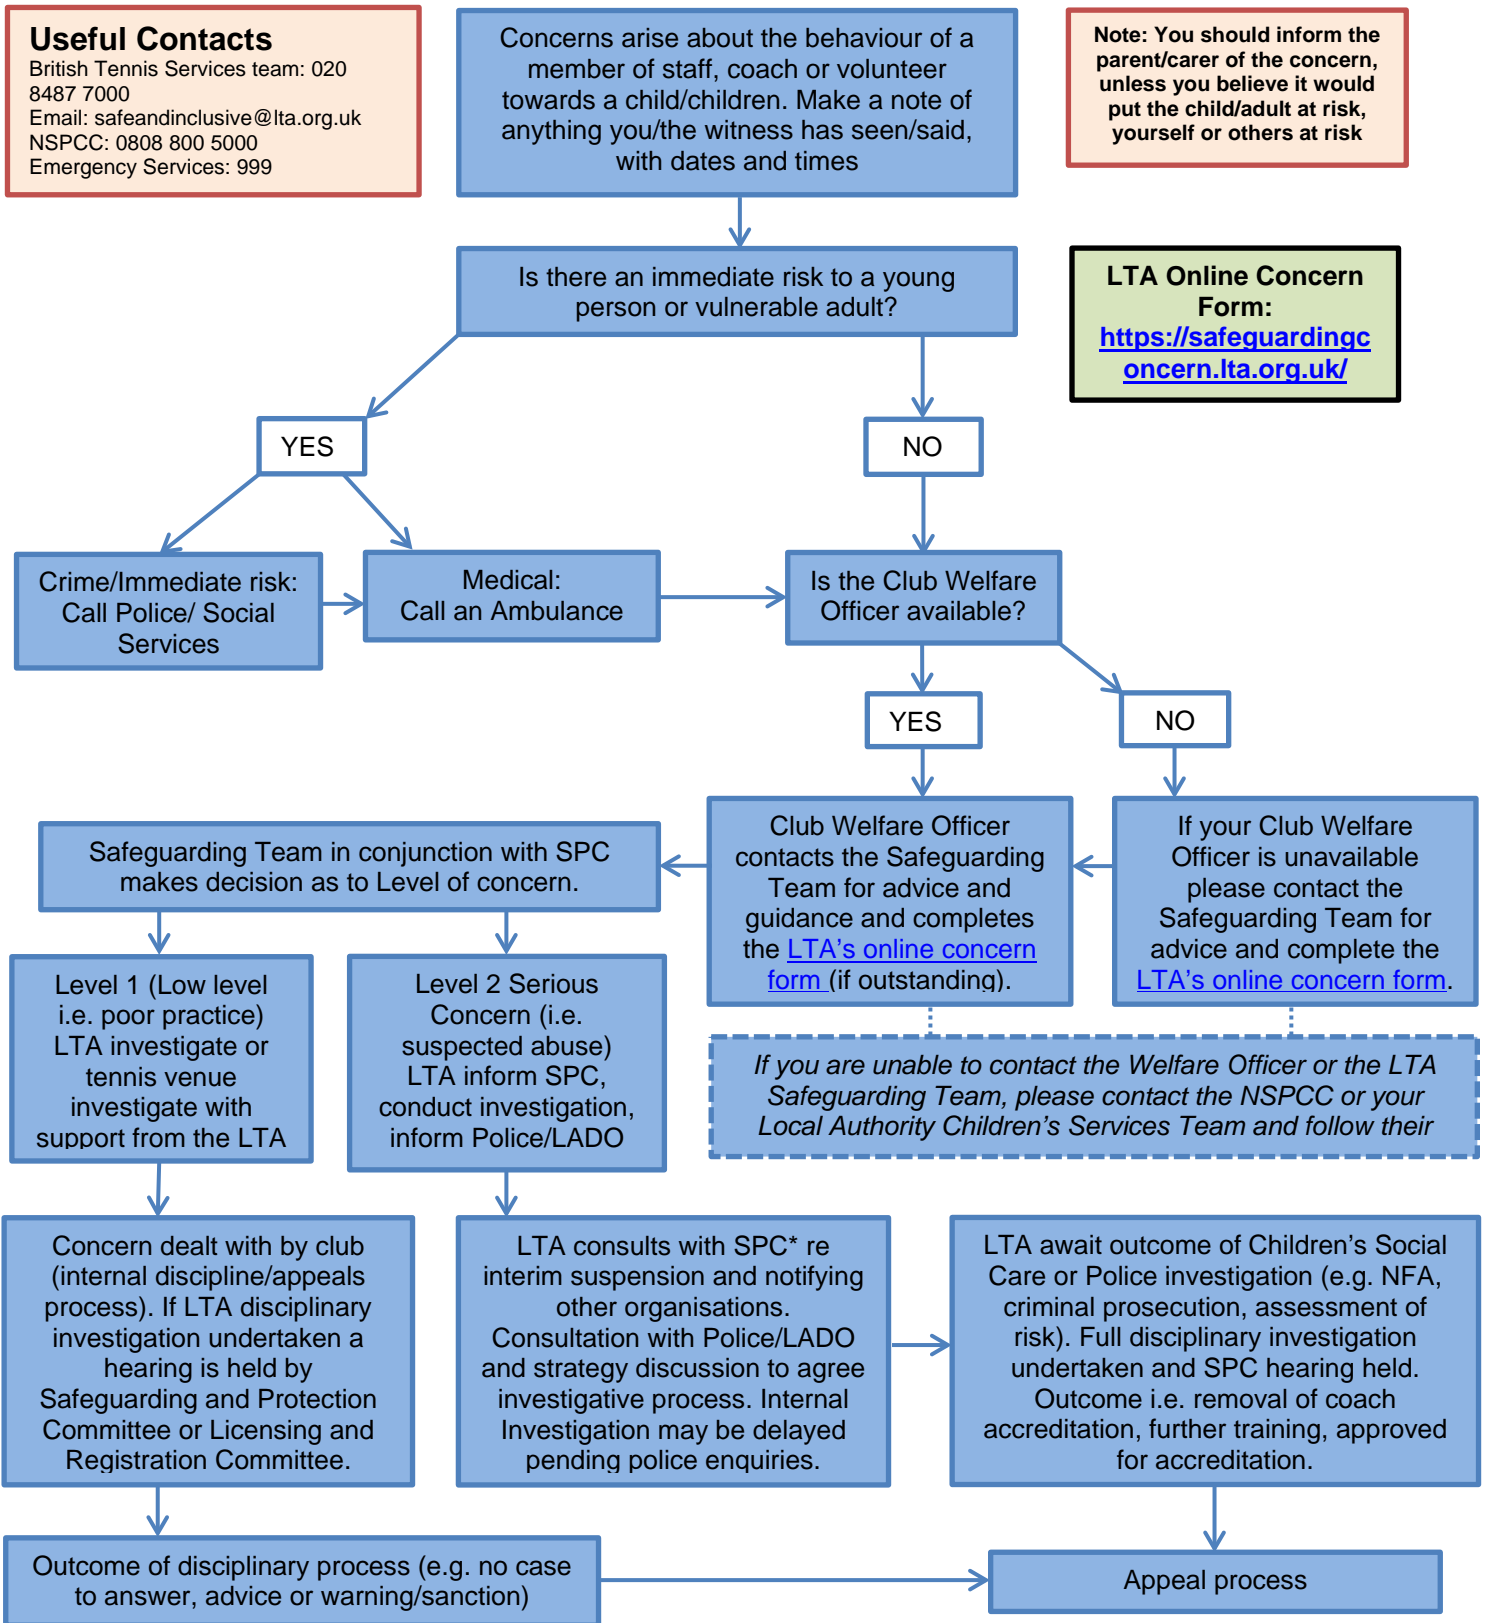 Useful Contacts
British Tennis Services team: 020
8487 7000
Email: safeandinclusive@lta.org.uk
NSPCC: 0808 800 5000
Emergency Services: 999
Concerns arise about the behaviour of a
member of staff, coach or volunteer
towards a child/children. Make a note of
anything you/the witness has seen/said,
with dates and times
Note: You should inform the
parent/carer of the concern,
unless you believe it would
put the child/adult at risk,
yourself or others at risk
Is there an immediate risk to a young
person or vulnerable adult?
LTA Online Concern
Form:
https://safeguardingc
oncern.lta.org.uk/
YES
NO
Crime/Immediate risk:
Call Police/ Social
Services
Medical:
Call an Ambulance
Is the Club Welfare
Officer available?
YES
NO
Safeguarding Team in conjunction with SPC
makes decision as to Level of concern.
Club Welfare Officer
contacts the Safeguarding
Team for advice and
guidance and completes
the LTA's online concern
form (if outstanding).
If your Club Welfare
Officer is unavailable
please contact the
Safeguarding Team for
advice and complete the
LTA's online concern form.
Level 1 (Low level
i.e. poor practice)
LTA investigate or
tennis venue
investigate with
support from the LTA
Level 2 Serious
Concern (i.e.
suspected abuse)
LTA inform SPC,
conduct investigation,
inform Police/LADO
If you are unable to contact the Welfare Officer or the LTA
Safeguarding Team, please contact the NSPCC or your
Local Authority Children's Services Team and follow their
Concern dealt with by club
(internal discipline/appeals
process). If LTA disciplinary
investigation undertaken a
hearing is held by
Safeguarding and Protection
Committee or Licensing and
Registration Committee.
LTA consults with SPC* re
interim suspension and notifying
other organisations.
Consultation with Police/LADO
and strategy discussion to agree
investigative process. Internal
Investigation may be delayed
pending police enquiries.
LTA await outcome of Children's Social
Care or Police investigation (e.g. NFA,
criminal prosecution, assessment of
risk). Full disciplinary investigation
undertaken and SPC hearing held.
Outcome i.e. removal of coach
accreditation, further training, approved
for accreditation.
Outcome of disciplinary process (e.g. no case
to answer, advice or warning/sanction)
Appeal process